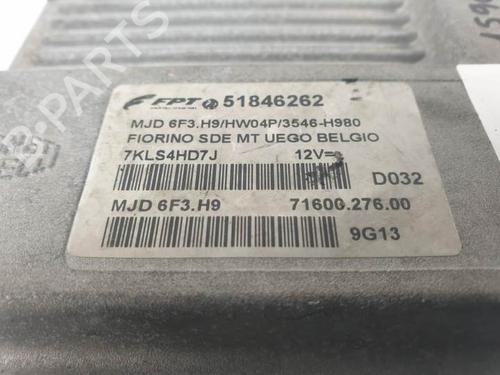 FPT 51846262
MJD 6F3.H9/HW04P/3546-H980
FIORINO SDE MT UEGO BELGIO
7KLS4HD7J 12V=
D032
MJD 6F3.H9 71600.276.00
9G13
B-PARTS